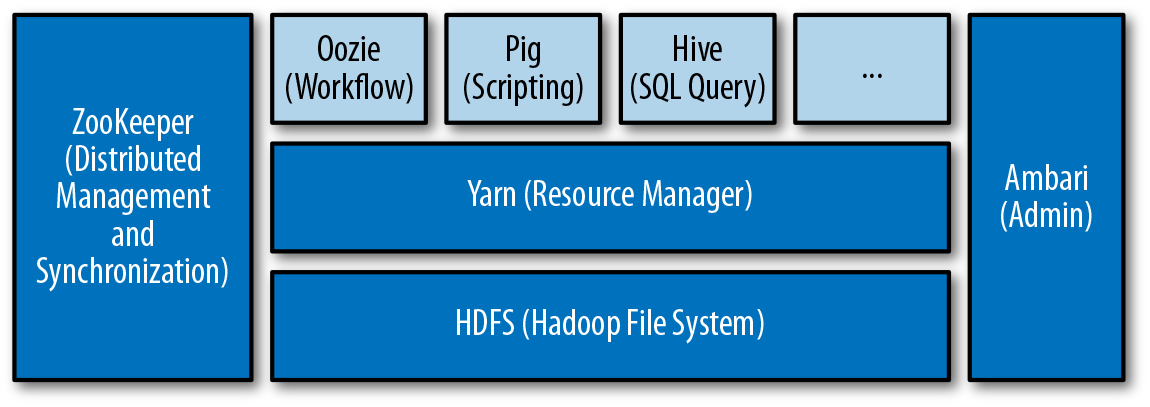 ZooKeeper
(Distributed
Management
and
Synchronization)
Oozie
(Workflow)
Pig
(Scripting)
Hive
(SQL Query)
...
Yarn (Resource Manager)
HDFS (Hadoop File System)
Ambari
(Admin)